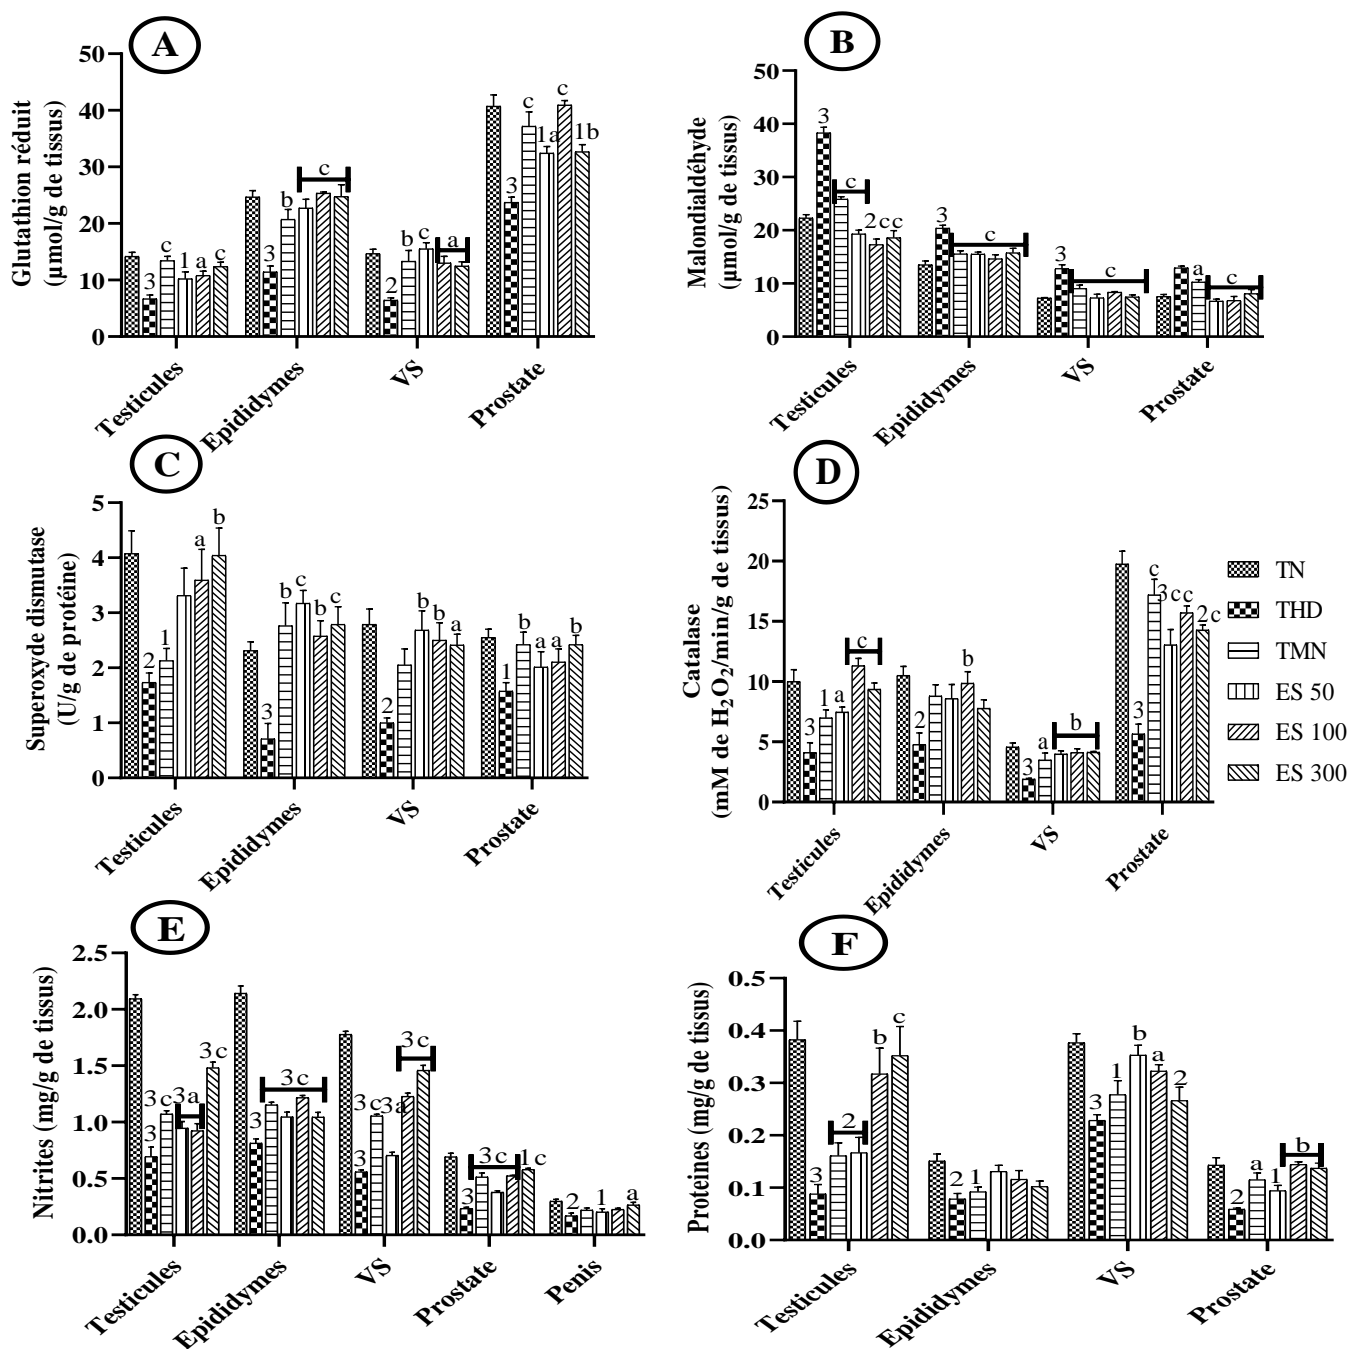 A
Glutathion réduit
(µmol/g de tissus)
50
40
30
20
10
0
3 c 1 a c
3 b c
2 b c a
3 c 1a c 1b
Testicules
Epididymes
VS
Prostate
B
Malondialdéhyde
(µmol/g de tissus)
50
40
30
20
10
0
3 c 2c c
3 c
3 c
a c
Testicules
Epididymes
VS
Prostate
C
Superoxyde dismutase
(U/g de protéine)
5
4
3
2
1
0
2 1 a b
3 b c b c
2 b b a
1 b a a b
Testicules
Epididymes
VS
Prostate
D
Catalase
(mM de H₂O₂/min/g de tissus)
25
20
15
10
5
0
3 1 a c
2 b
3 a b
3 c 3c c 2c
Testicules
Epididymes
VS
Prostate
TN
THD
TMN
ES 50
ES 100
ES 300
E
Nitrites (mg/g de tissus)
2.5
2.0
1.5
1.0
0.5
0.0
3 3c 3a 3c
3 3c
3 3c 3a 3c
3 3c 1c
2 1 a
Testicules
Epididymes
VS
Prostate
Penis
F
Proteines (mg/g de tissus)
0.5
0.4
0.3
0.2
0.1
0.0
3 2 b c
2 1
3 1 b a 2
2 a 1 b
Testicules
Epididymes
VS
Prostate